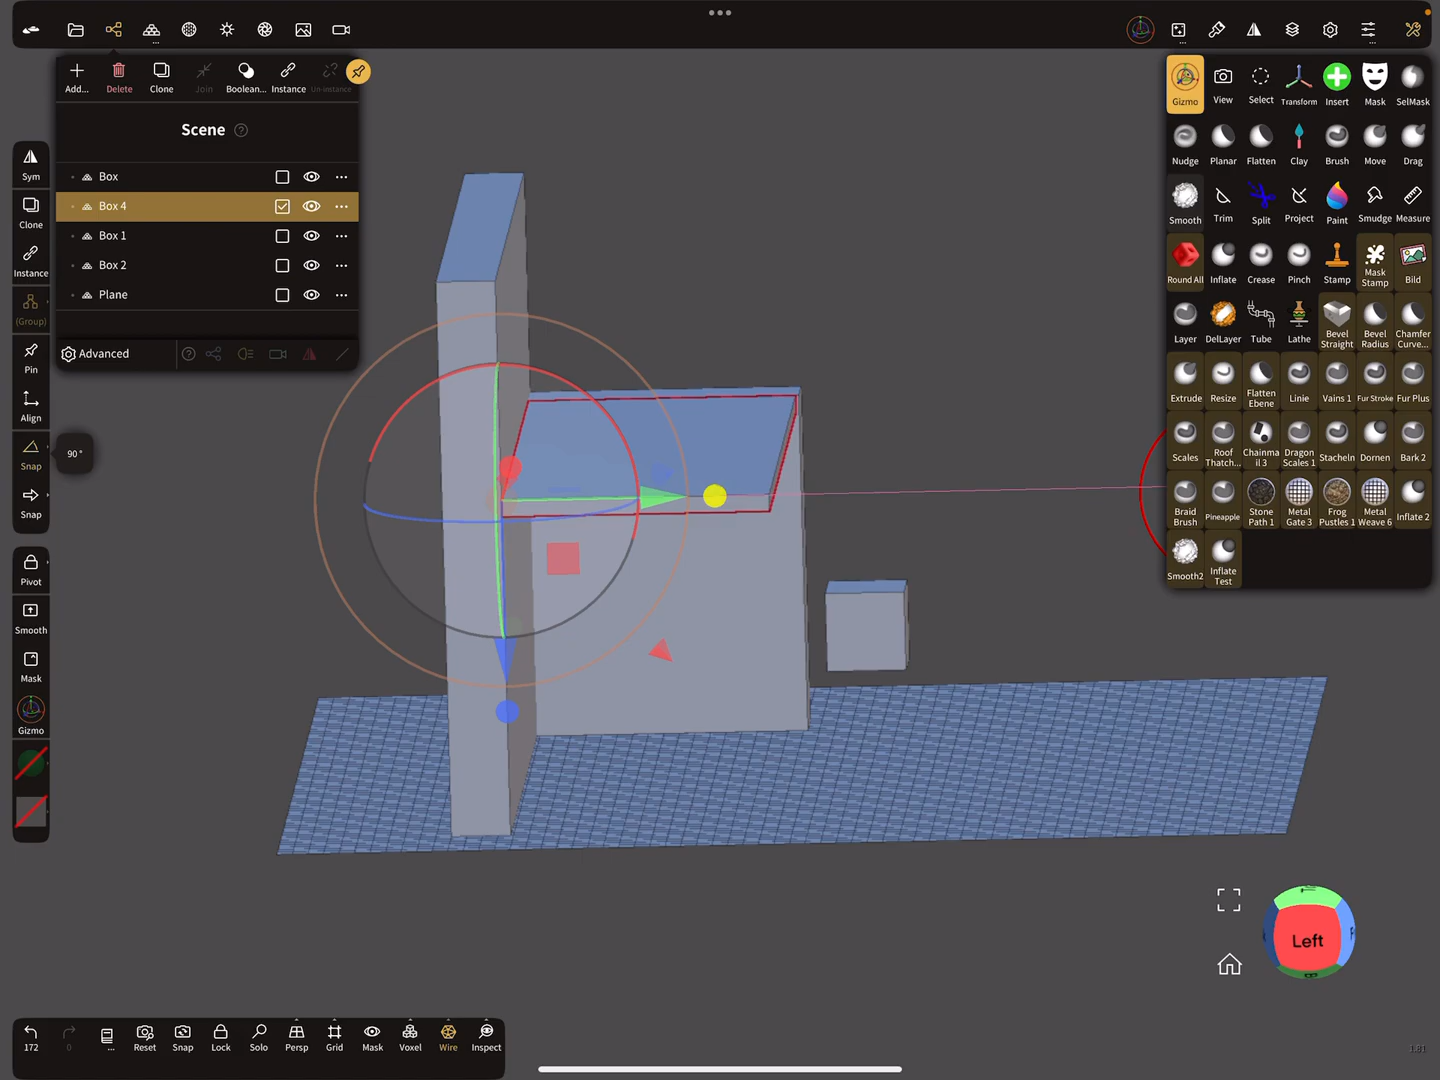 Add...
Delete
Clone
Join
Boolean...
Instance
Un-instance
Scene ?
Box
Box 4
Box 1
Box 2
Plane
Advanced
?
Sym
Clone
Instance
(Group)
Pin
Align
Snap
90°
Snap
Pivot
Smooth
Mask
Gizmo
Gizmo
View
Select
Transform
Insert
Mask
SelMask
Nudge
Planar
Flatten
Clay
Brush
Move
Drag
Smooth
Trim
Split
Project
Paint
Smudge
Measure
Round All
Inflate
Crease
Pinch
Stamp
Mask
Stamp
Bild
Layer
DelLayer
Tube
Lathe
Bevel
Straight
Bevel
Radius
Chamfer
Curve...
Extrude
Resize
Flatten
Ebene
Linie
Vains 1
Fur Stroke
Fur Plus
Scales
Roof
Thatch...
Chainma
il 3
Dragon
Scales 1
Stacheln
Dornen
Bark 2
Braid
Brush
Pineapple
Stone
Path 1
Metal
Gate 3
Frog
Pustles 1
Metal
Weave 6
Inflate 2
Smooth2
Inflate
Test
Left
172
0
...
Reset
Snap
Lock
Solo
Persp
Grid
Mask
Voxel
Wire
Inspect
1.81